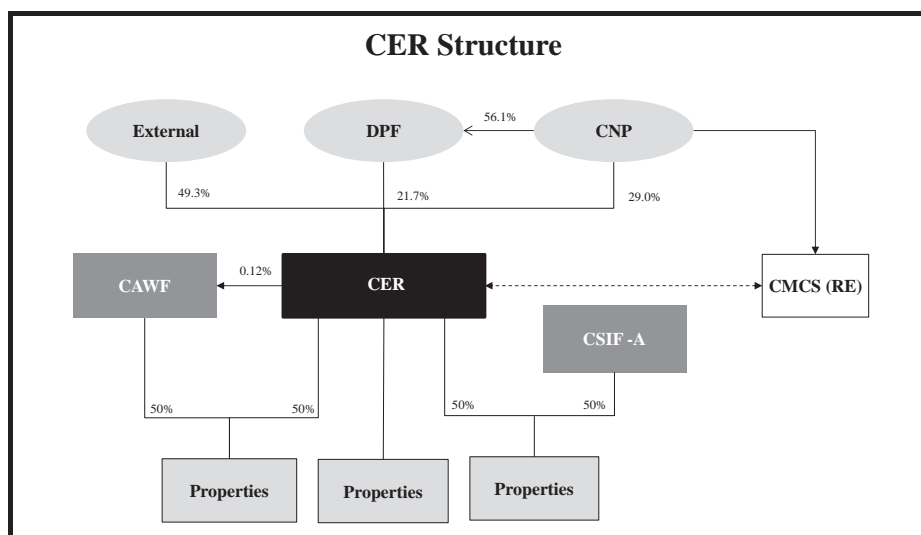 CER Structure
External
DPF
56.1%
CNP
49.3%
21.7%
29.0%
CAWF
0.12%
CER
CMCS (RE)
CSIF -A
50%
50%
50%
50%
Properties
Properties
Properties